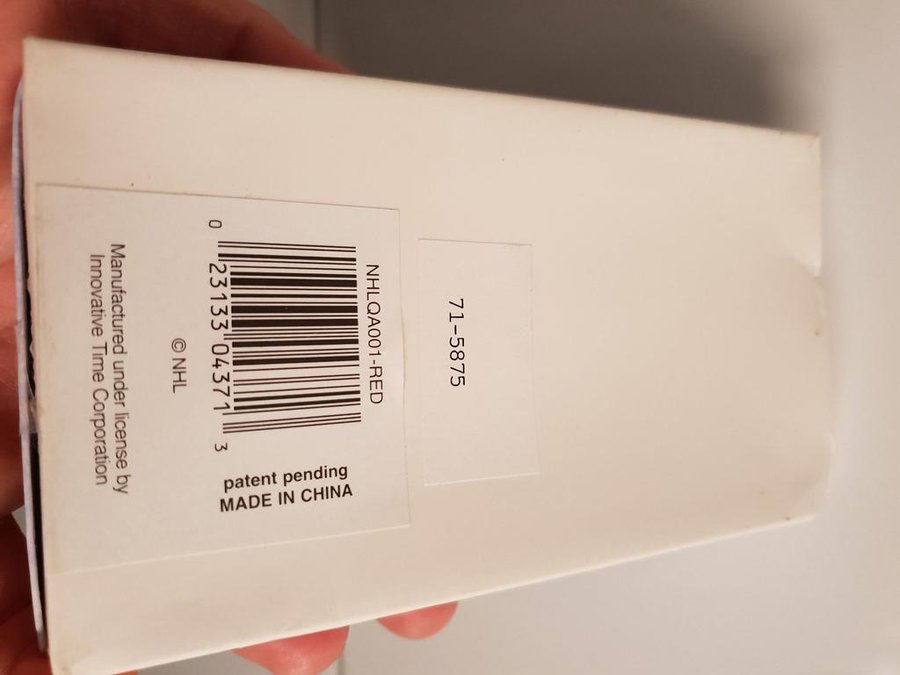 71-5875
NHLQA001-RED
0 23133 04371 3
patent pending
MADE IN CHINA
© NHL
Manufactured under license by
Innovative Time Corporation